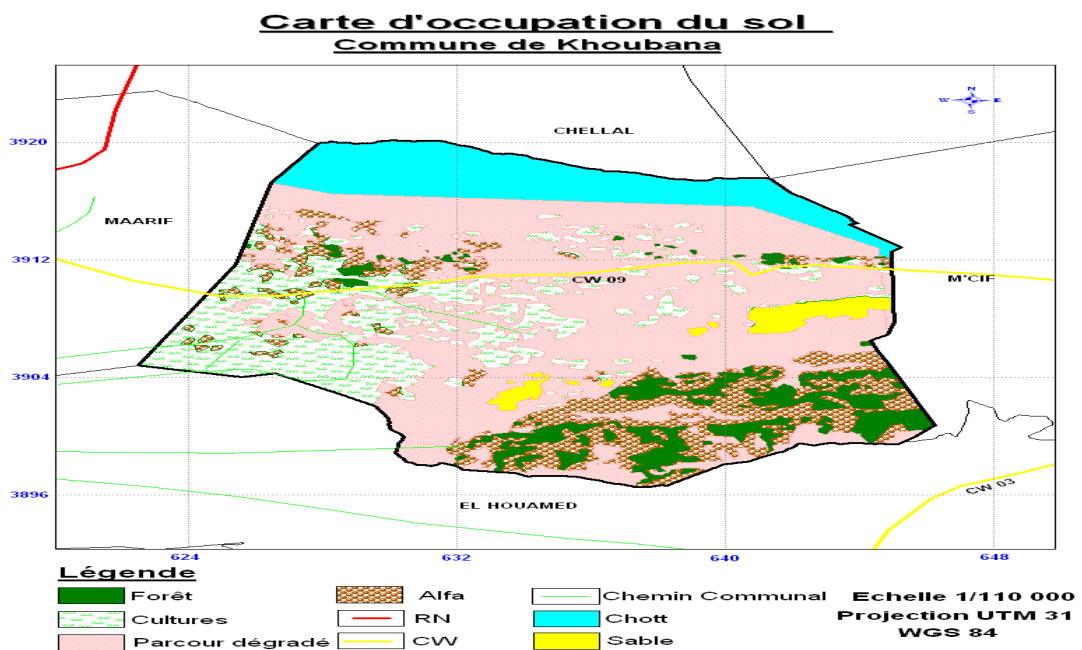 Carte d'occupation du sol
Commune de Khoubana
N
W E
S
CHELLAL
3920
MAARIF
3912
CW 09
M'CIF
3904
3896
EL HOUAMED
CW 03
624 632 640 648
Légende
Forêt Alfa Chemin Communal Echelle 1/110 000
Cultures RN Chott Projection UTM 31
Parcour dégradé CW Sable WGS 84